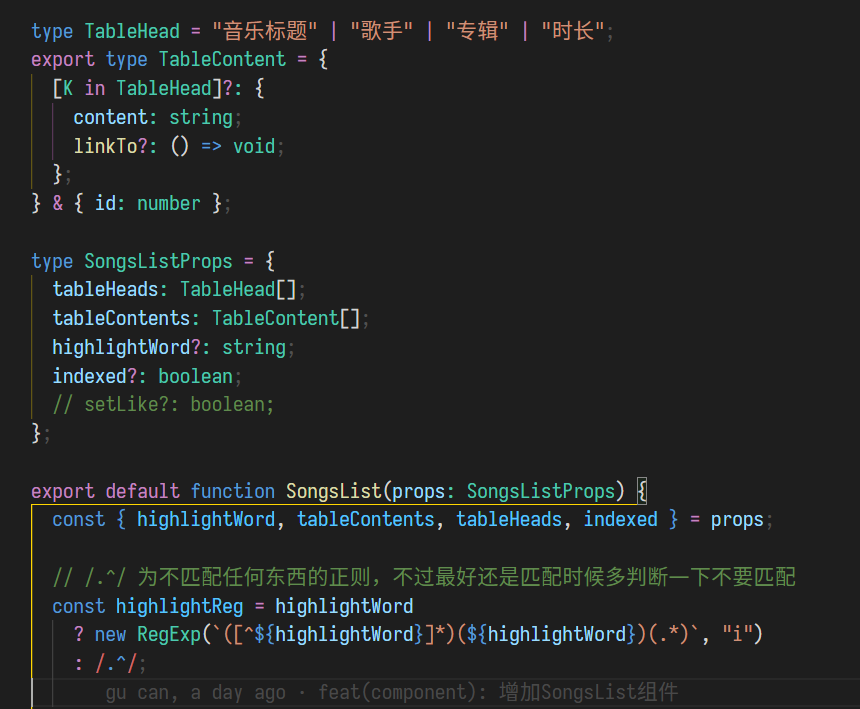 type TableHead = "音乐标题" | "歌手" | "专辑" | "时长";
export type TableContent = {
  [K in TableHead]?: {
    content: string;
    linkTo?: () => void;
  };
} & { id: number };

type SongsListProps = {
  tableHeads: TableHead[];
  tableContents: TableContent[];
  highlightWord?: string;
  indexed?: boolean;
  // setLike?: boolean;
};

export default function SongsList(props: SongsListProps) {
  const { highlightWord, tableContents, tableHeads, indexed } = props;

  // /.^/ 为不匹配任何东西的正则，不过最好还是匹配时候多判断一下不要匹配
  const highlightReg = highlightWord
    ? new RegExp(`([^${highlightWord}]*)(${highlightWord})(.*)`, "i")
    : /.^/;
gu can, a day ago · feat(component): 增加SongsList组件